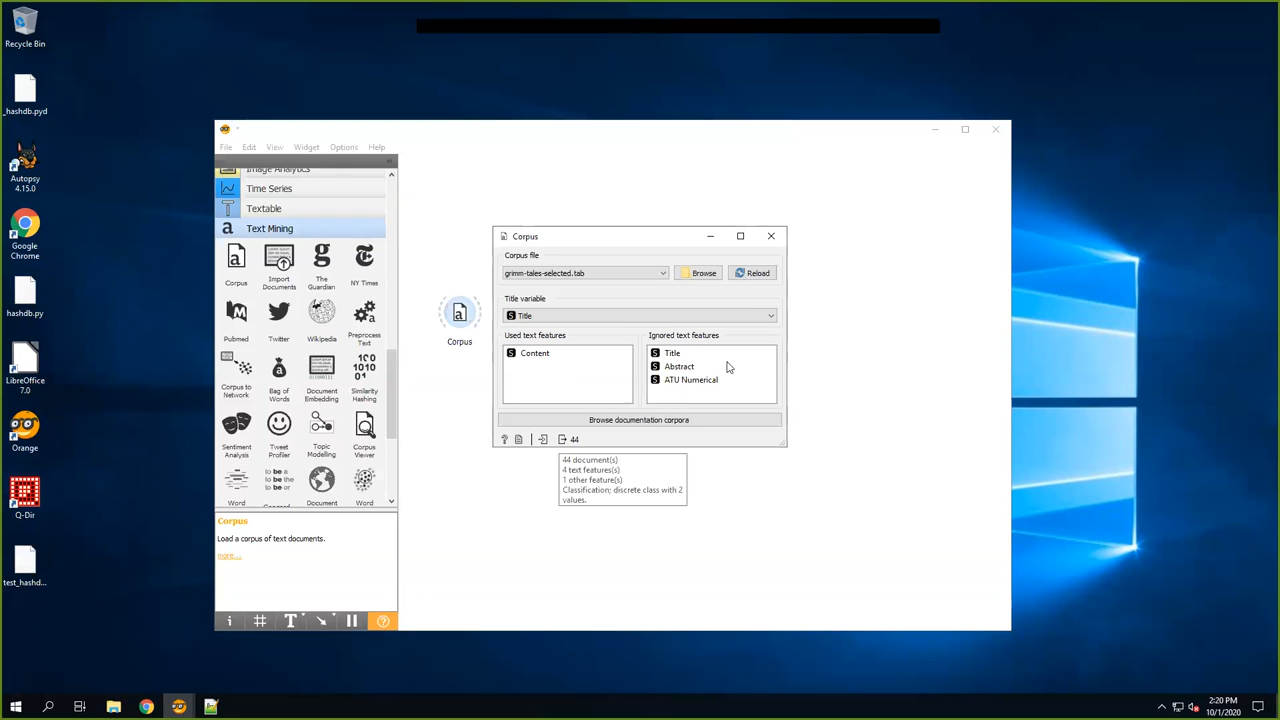 Recycle Bin
_hashdb.pyd
Autopsy
4.15.0
Google
Chrome
hashdb.py
LibreOffice
7.0
Orange
Q-Dir
test_hashd...
File Edit View Widget Options Help
Image Analytics
Time Series
Textable
Text Mining
Corpus
Import
Documents
The
Guardian
NY Times
Pubmed
Twitter
Wikipedia
Preprocess
Text
Corpus to
Network
Bag of
Words
Document
Embedding
Similarity
Hashing
Sentiment
Analysis
Tweet
Profiler
Topic
Modelling
Corpus
Viewer
Word
Document
Word
Corpus
Load a corpus of text documents.
more...
Corpus
Corpus
Corpus file
grimm-tales-selected.tab
Browse
Reload
Title variable
S Title
Used text features
S Content
Ignored text features
S Title
S Abstract
S ATU Numerical
Browse documentation corpora
44
44 document(s)
4 text features(s)
1 other feature(s)
Classification; discrete class with 2
values.
2:20 PM
10/1/2020